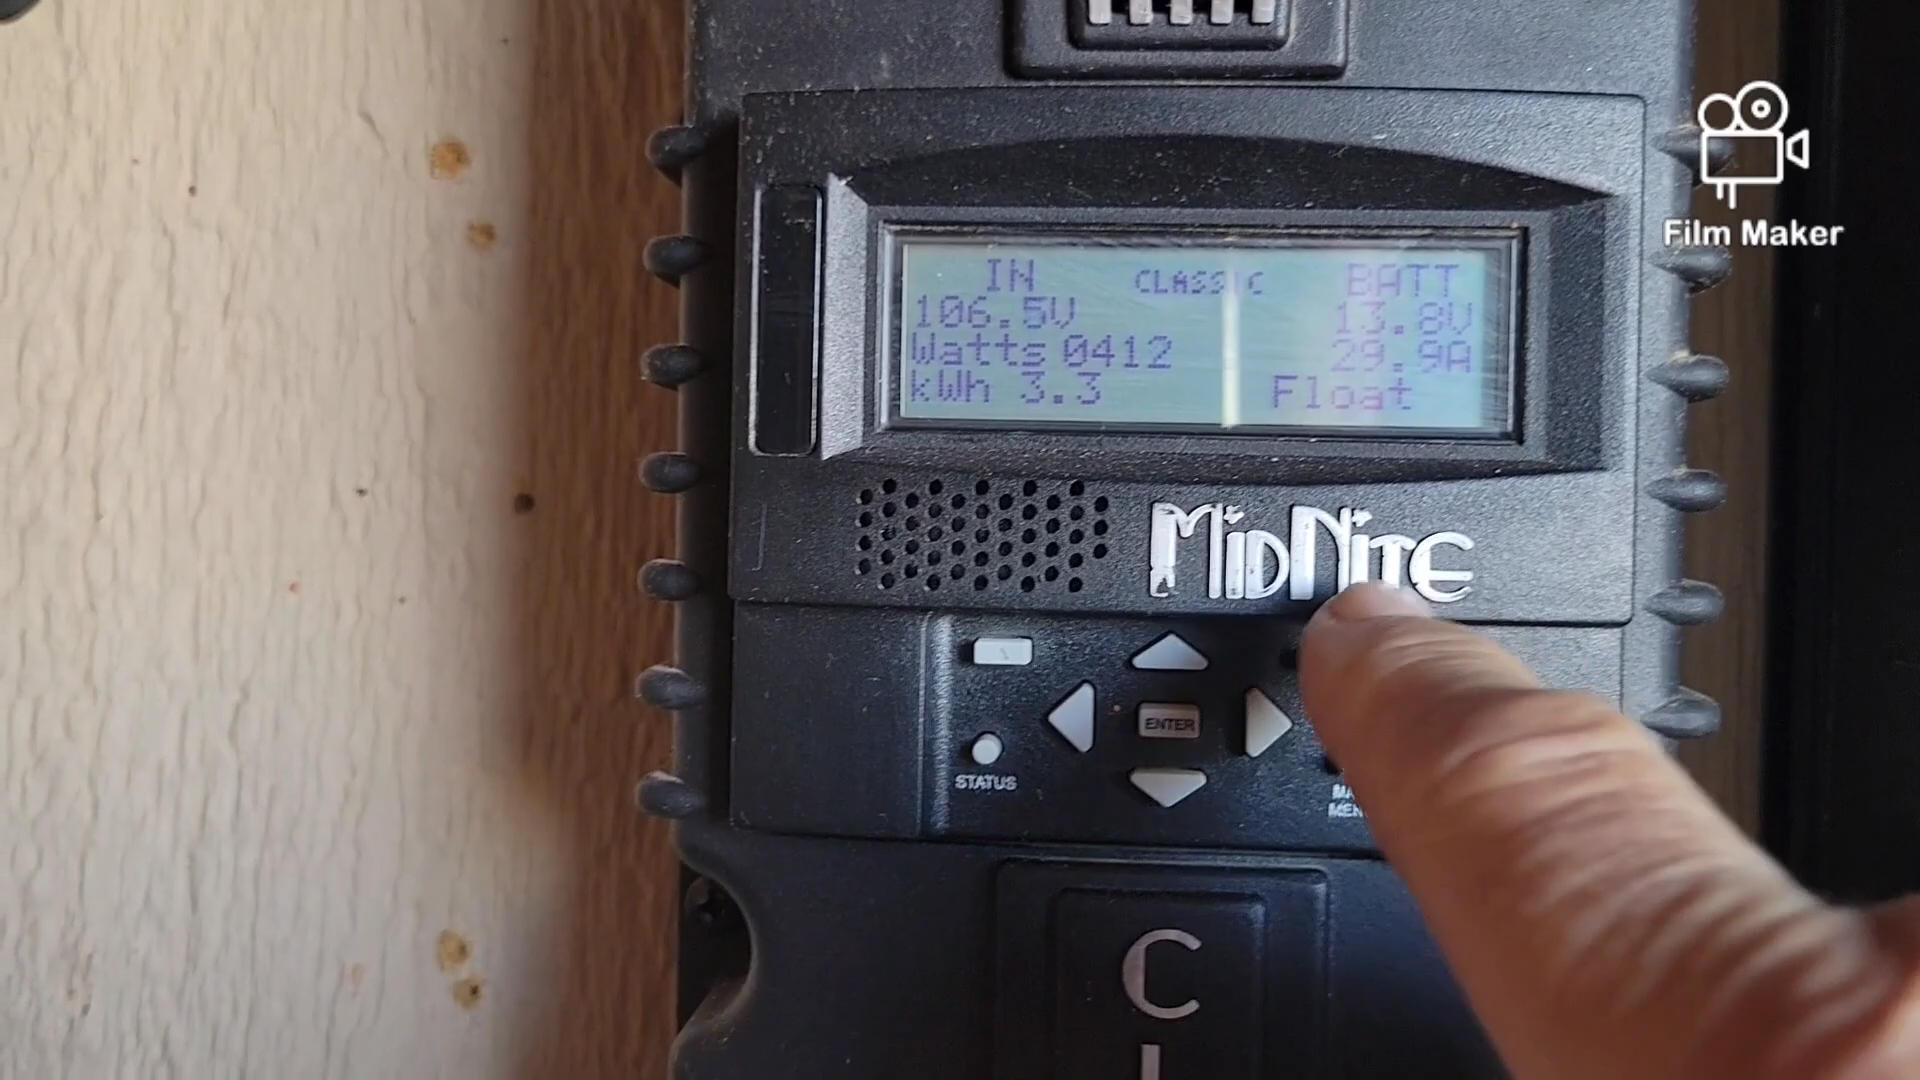 IN CLASSIC BATT
106.5V 13.8V
Watts 0412 29.9A
kWh 3.3 Float
MIDNITE
ENTER
STATUS
C
Film Maker